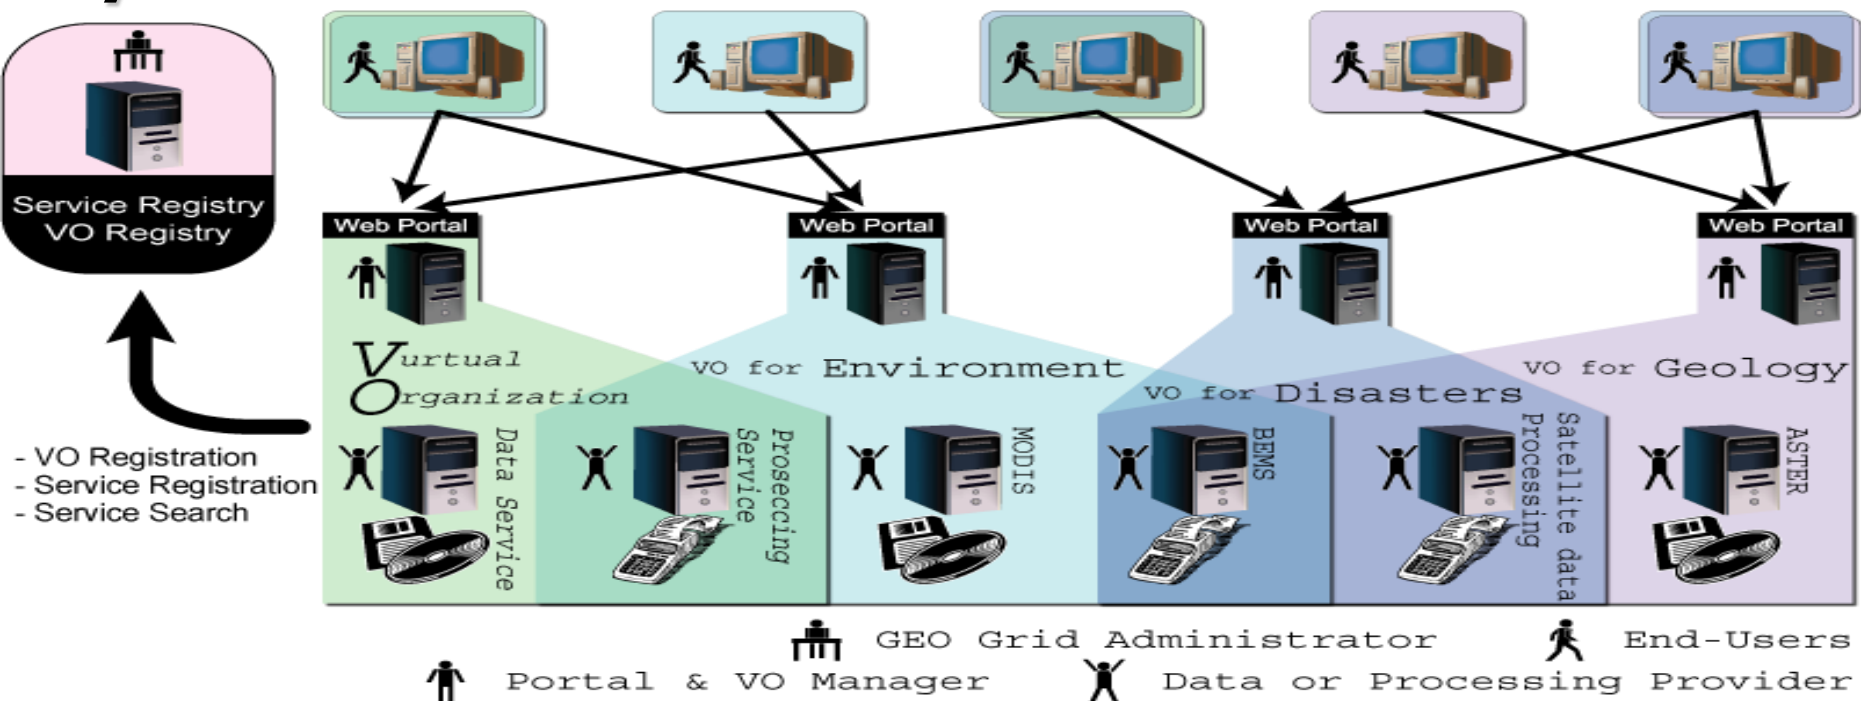 Service Registry
VO Registry
- VO Registration
- Service Registration
- Service Search
Web Portal
Web Portal
Web Portal
Web Portal
Vurtual
Organization
VO for Environment
VO for Disasters
VO for Geology
Data Service
Proseccing
Service
MODIS
BEMS
Satellite data
Processing
ASTER
GEO Grid Administrator
End-Users
Portal & VO Manager
Data or Processing Provider